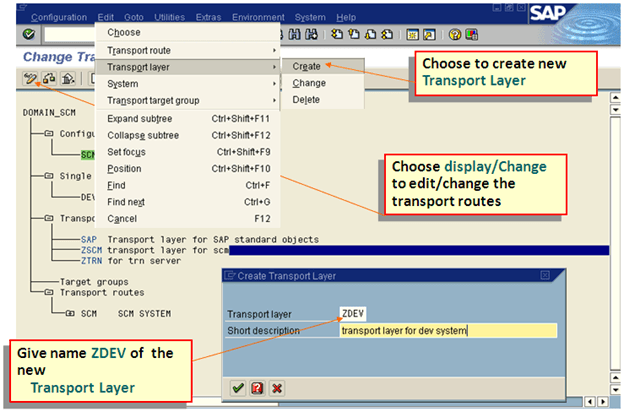 Configuration Edit Goto Utilities Extras Environment System Help
SAP
Choose
Change Tra
Transport route
Transport layer
Create
System
Change
Transport target group
Delete
Expand subtree Ctrl+Shift+F11
Collapse subtree Ctrl+Shift+F12
Set focus Ctrl+Shift+F9
Position Ctrl+Shift+F10
Find Ctrl+F
Find next Ctrl+G
Cancel F12
Choose to create new
Transport Layer
Choose display/Change
to edit/change the
transport routes
DOMAIN_SCM
Configu
SCM
Single
DEV
Transpo
SAP Transport layer for SAP standard objects
ZSCM transport layer for scm
ZTRN for trn server
Target groups
Transport routes
SCM SCM SYSTEM
Create Transport Layer
Transport layer ZDEV
Short description transport layer for dev system
Give name ZDEV of the
new
Transport Layer